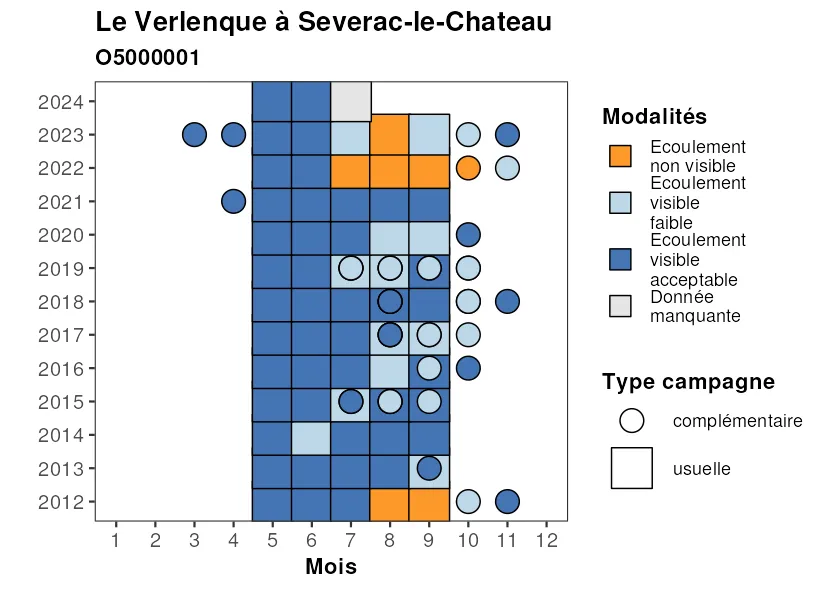 Le Verlenque à Severac-le-Chateau
O5000001
2024
2023
2022
2021
2020
2019
2018
2017
2016
2015
2014
2013
2012
1 2 3 4 5 6 7 8 9 10 11 12
Mois
Modalités
Ecoulement
non visible
Ecoulement
visible
faible
Ecoulement
visible
acceptable
Donnée
manquante
Type campagne
complémentaire
usuelle